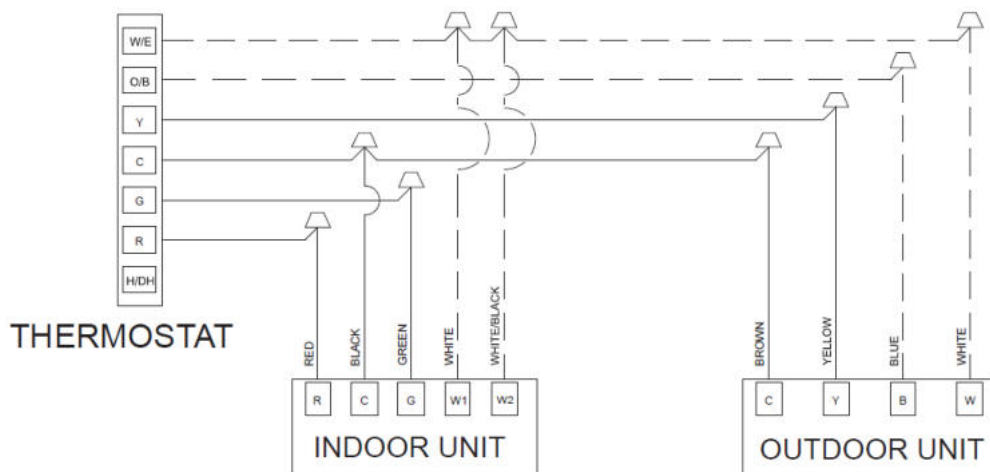 W/E
O/B
Y
C
G
R
H/DH
THERMOSTAT
RED
BLACK
GREEN
WHITE
WHITE/BLACK
BROWN
YELLOW
BLUE
WHITE
R
C
G
W1
W2
C
Y
B
W
INDOOR UNIT
OUTDOOR UNIT